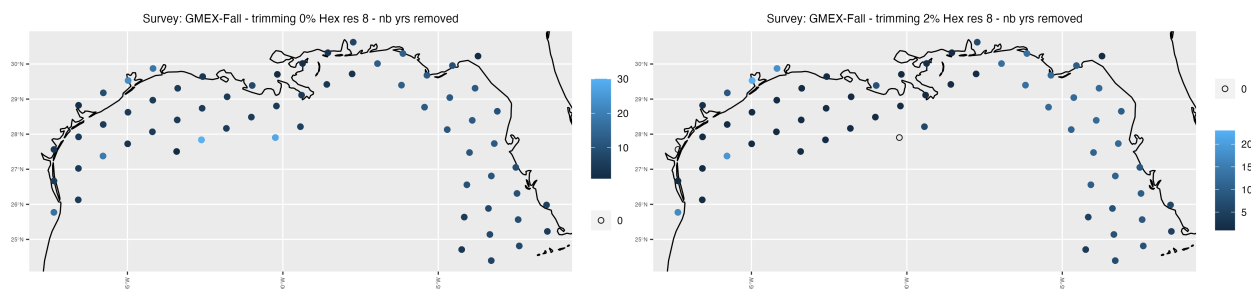 Survey: GMEX-Fall - trimming 0% Hex res 8 - nb yrs removed
30°N
29°N
28°N
27°N
26°N
25°N
30
20
10
0
Survey: GMEX-Fall - trimming 2% Hex res 8 - nb yrs removed
30°N
29°N
28°N
27°N
26°N
25°N
0
20
15
10
5